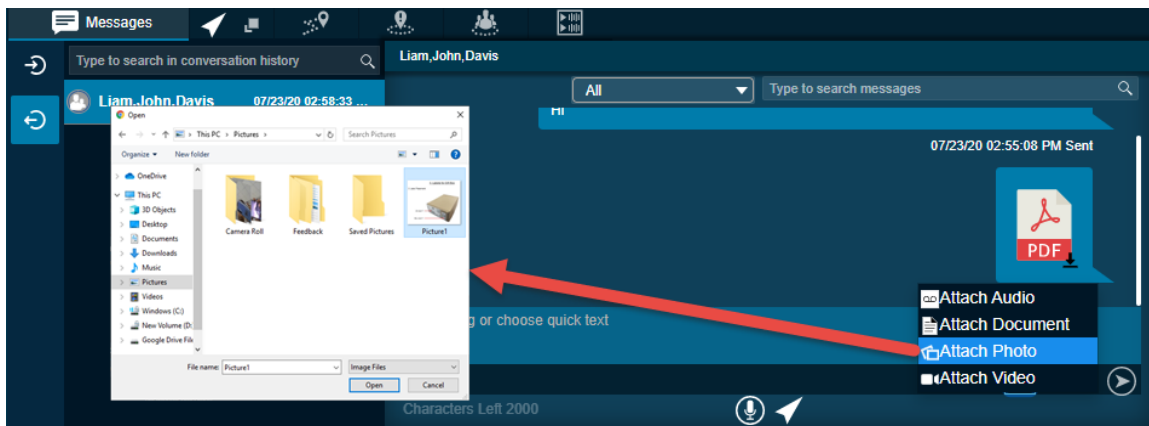 Messages
Type to search in conversation history
Liam,John,Davis
Liam,John,Davis 07/23/20 02:58:33 ...
All
Type to search messages
Hi
07/23/20 02:55:08 PM Sent
PDF
Open
This PC > Pictures >
Search Pictures
Organize
New folder
OneDrive
This PC
3D Objects
Desktop
Documents
Downloads
Music
Pictures
Videos
Windows (C:)
New Volume (D:
Google Drive File
Camera Roll
Feedback
Saved Pictures
Picture1
File name: Picture1
Image Files
Open
Cancel
g or choose quick text
Attach Audio
Attach Document
Attach Photo
Attach Video
Characters Left 2000